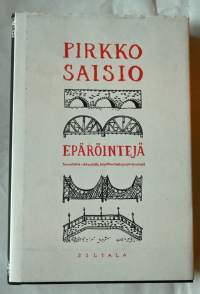 PIRKKO
SAISIO
EPÄRÖINTEJÄ
SILTALA